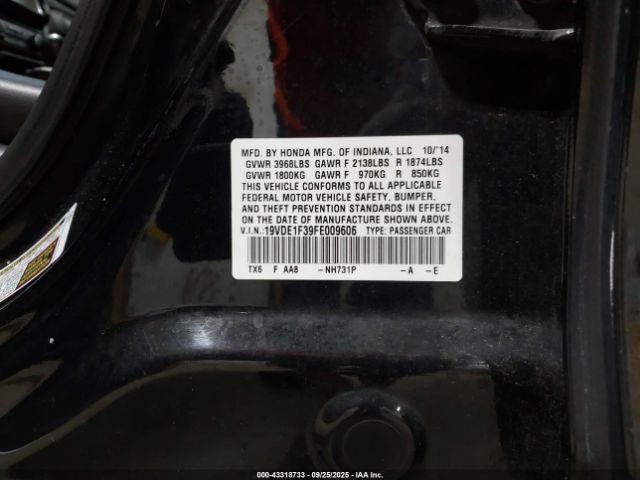 MFD. BY HONDA MFG. OF INDIANA, LLC 10/'14
GVWR 3968LBS GAWR F 2138LBS R 1874LBS
GVWR 1800KG GAWR F 970KG R 850KG
THIS VEHICLE CONFORMS TO ALL APPLICABLE
FEDERAL MOTOR VEHICLE SAFETY, BUMPER,
AND THEFT PREVENTION STANDARDS IN EFFECT
ON THE DATE OF MANUFACTURE SHOWN ABOVE.
V.I.N.:19VDE1F39FE009606 TYPE: PASSENGER CAR
TX6 F AA8 -NH731P -A -E
000-43318733 - 09/25/2025 - IAA Inc.